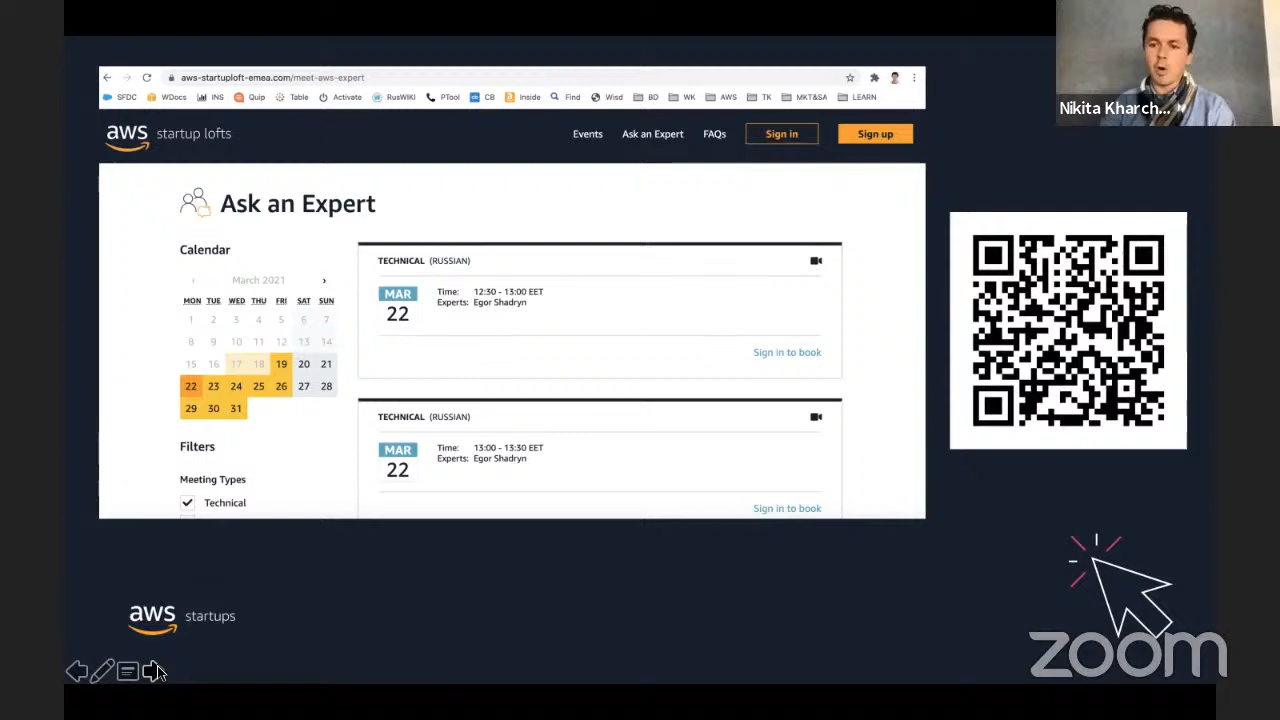 aws-startuploft-emea.com/meet-aws-expert
SFDC WDocs INS Quip Table Activate RusWIKI PTool CB Inside Find Wisd BD WK AWS TK MKT&SA LEARN
Nikita Kharch...
aws startup lofts
Events Ask an Expert FAQs Sign in Sign up
Ask an Expert
Calendar
March 2021
MON TUE WED THU FRI SAT SUN
1 2 3 4 5 6 7
8 9 10 11 12 13 14
15 16 17 18 19 20 21
22 23 24 25 26 27 28
29 30 31
Filters
Meeting Types
Technical
TECHNICAL (RUSSIAN)
MAR
22
Time: 12:30 - 13:00 EET
Experts: Egor Shadryn
Sign in to book
TECHNICAL (RUSSIAN)
MAR
22
Time: 13:00 - 13:30 EET
Experts: Egor Shadryn
Sign in to book
aws startups
zoom